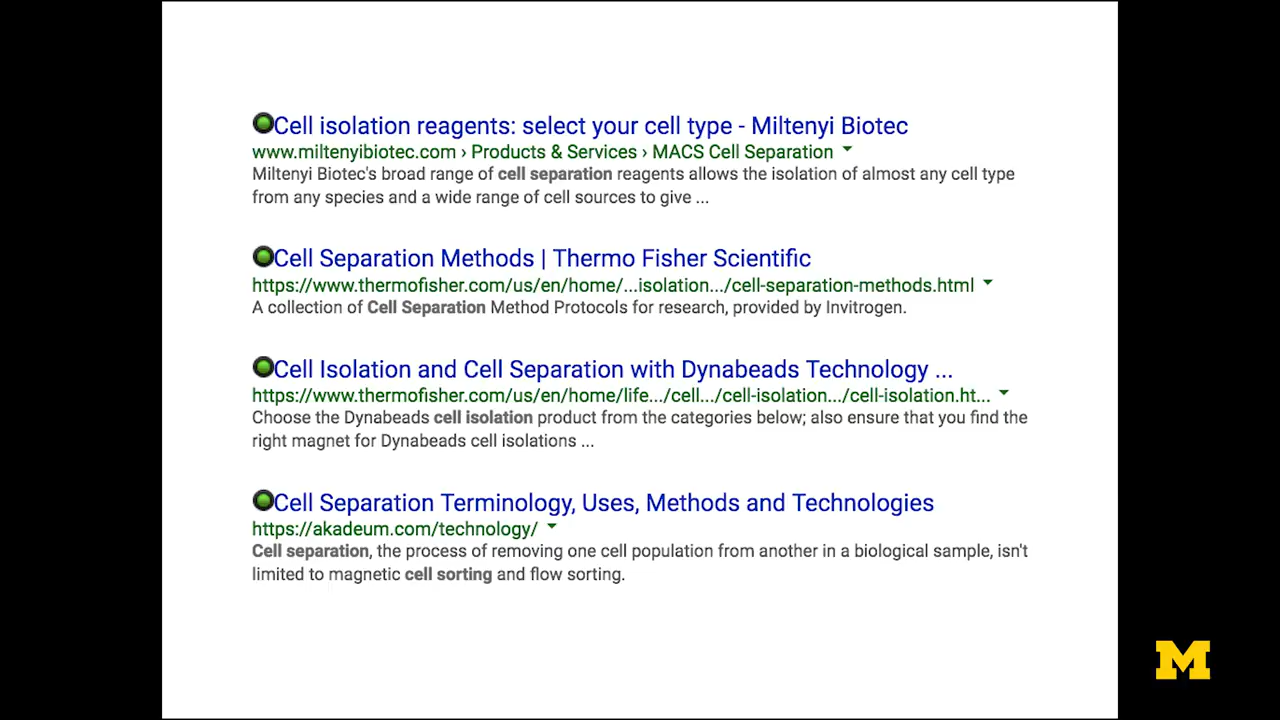 Cell isolation reagents: select your cell type - Miltenyi Biotec
www.miltenyibiotec.com › Products & Services › MACS Cell Separation
Miltenyi Biotec's broad range of cell separation reagents allows the isolation of almost any cell type
from any species and a wide range of cell sources to give ...
Cell Separation Methods | Thermo Fisher Scientific
https://www.thermofisher.com/us/en/home/...isolation.../cell-separation-methods.html
A collection of Cell Separation Method Protocols for research, provided by Invitrogen.
Cell Isolation and Cell Separation with Dynabeads Technology ...
https://www.thermofisher.com/us/en/home/life.../cell.../cell-isolation.../cell-isolation.ht...
Choose the Dynabeads cell isolation product from the categories below; also ensure that you find the
right magnet for Dynabeads cell isolations ...
Cell Separation Terminology, Uses, Methods and Technologies
https://akadeum.com/technology/
Cell separation, the process of removing one cell population from another in a biological sample, isn't
limited to magnetic cell sorting and flow sorting.
M